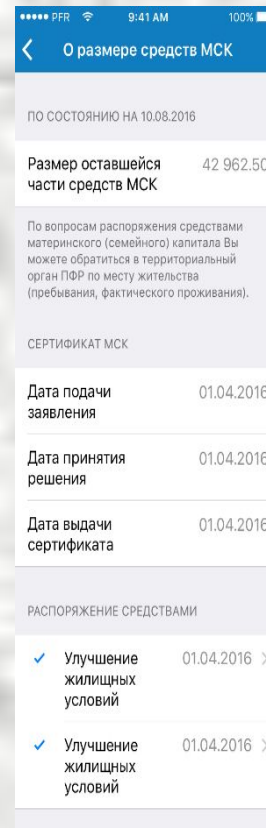 PFR 9:41 AM 100%
О размере средств МСК
ПО СОСТОЯНИЮ НА 10.08.2016
Размер оставшейся 42 962.50
части средств МСК
По вопросам распоряжения средствами
материнского (семейного) капитала Вы
можете обратиться в территориальный
орган ПФР по месту жительства
(пребывания, фактического проживания).
СЕРТИФИКАТ МСК
Дата подачи 01.04.2016
заявления
Дата принятия 01.04.2016
решения
Дата выдачи 01.04.2016
сертификата
РАСПОРЯЖЕНИЕ СРЕДСТВАМИ
Улучшение 01.04.2016
жилищных
условий
Улучшение 01.04.2016
жилищных
условий